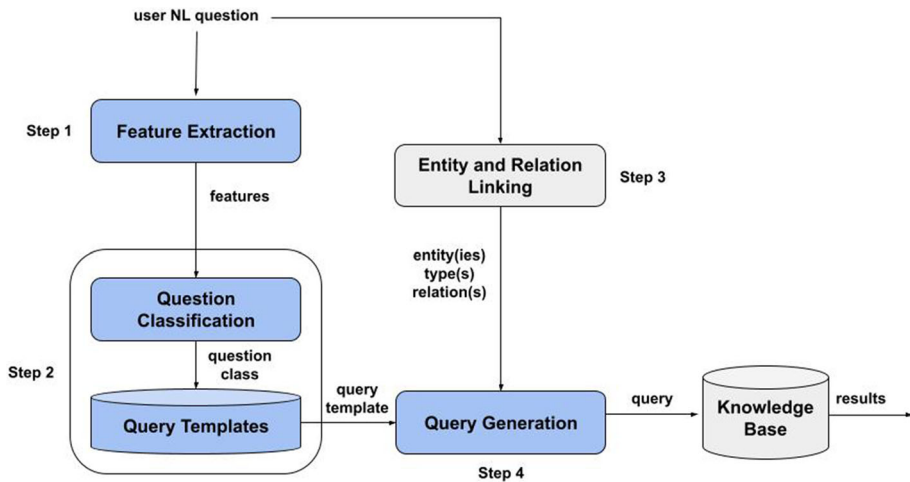 user NL question
Step 1
Feature Extraction
Entity and Relation
Linking
Step 3
features
entity(ies)
type(s)
relation(s)
Question
Classification
Step 2
question
class
Query Templates
query
template
Query Generation
query
Knowledge
Base
results
Step 4